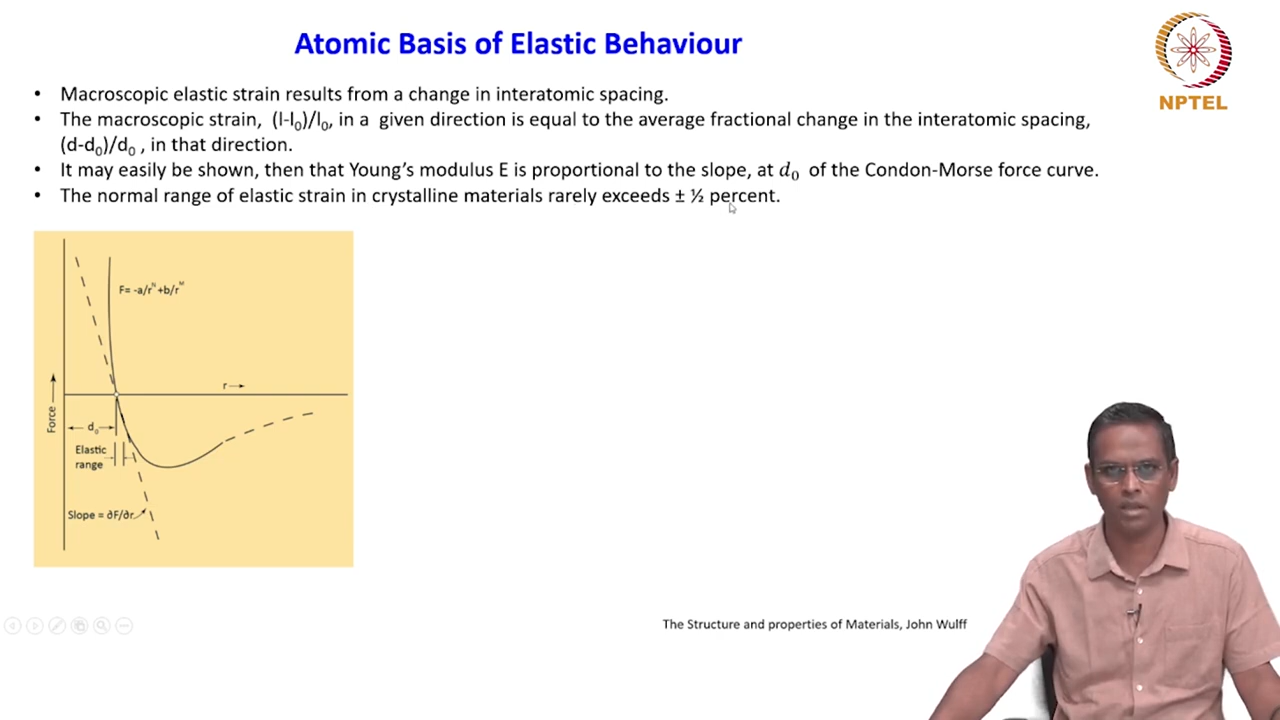 Atomic Basis of Elastic Behaviour
NPTEL
• Macroscopic elastic strain results from a change in interatomic spacing.
• The macroscopic strain, (l-l₀)/l₀, in a given direction is equal to the average fractional change in the interatomic spacing,
(d-d₀)/d₀ , in that direction.
• It may easily be shown, then that Young's modulus E is proportional to the slope, at d₀ of the Condon-Morse force curve.
• The normal range of elastic strain in crystalline materials rarely exceeds ± ½ percent.
F= -a/rᴺ+b/rᴹ
r
Force
d₀
Elastic
range
Slope = ∂F/∂r
The Structure and properties of Materials, John Wulff